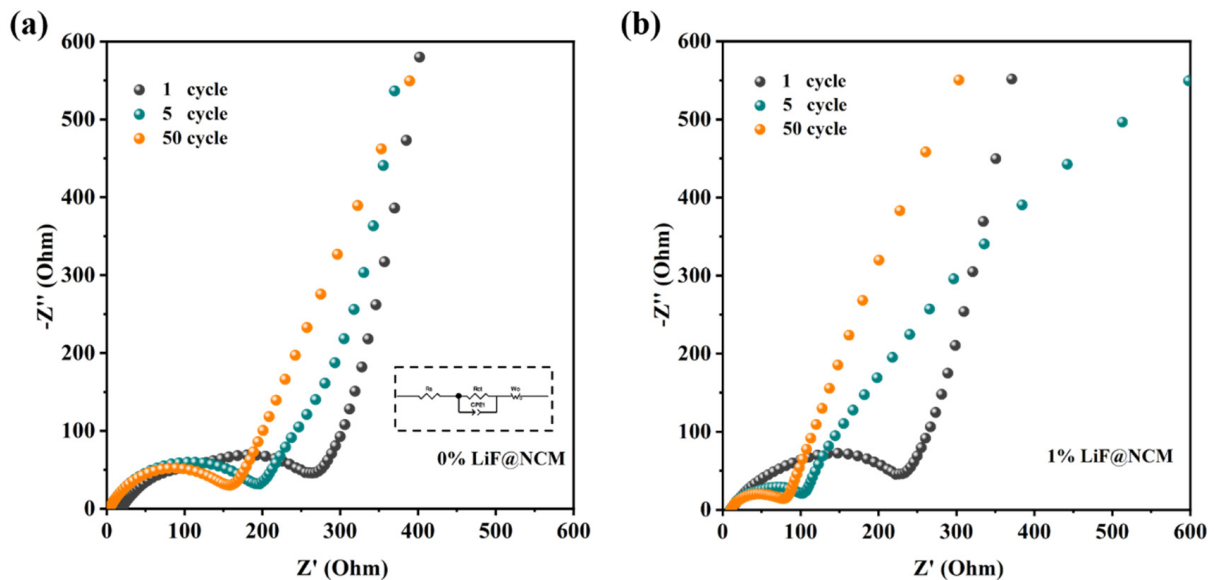 (a)
600
500
400
300
200
100
0
-Z'' (Ohm)
1 cycle
5 cycle
50 cycle
Rs
Rct
Wo
CPE1
0% LiF@NCM
0 100 200 300 400 500 600
Z' (Ohm)
(b)
600
500
400
300
200
100
0
-Z'' (Ohm)
1 cycle
5 cycle
50 cycle
1% LiF@NCM
0 100 200 300 400 500 600
Z' (Ohm)